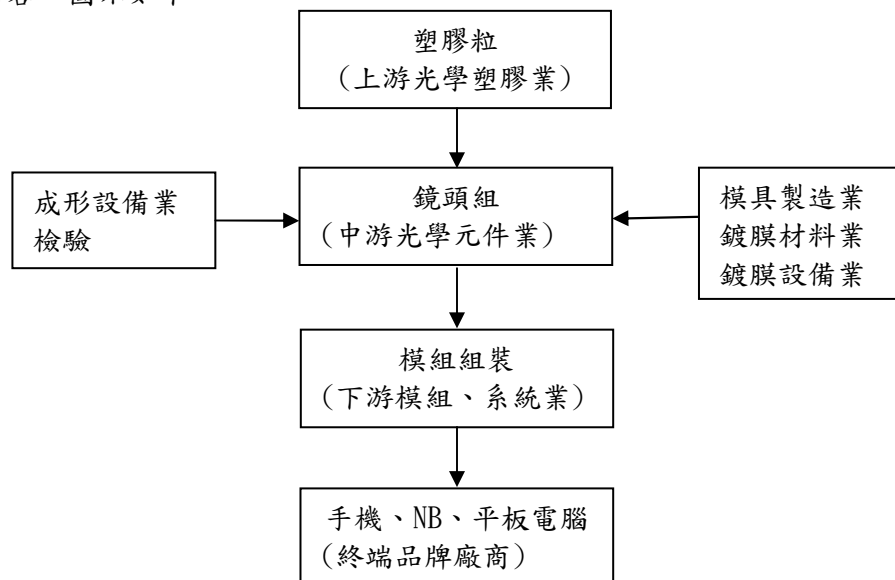 塑膠粒
(上游光學塑膠業)
成形設備業
檢驗
鏡頭組
(中游光學元件業)
模具製造業
鍍膜材料業
鍍膜設備業
模組組裝
(下游模組、系統業)
手機、NB、平板電腦
(終端品牌廠商)